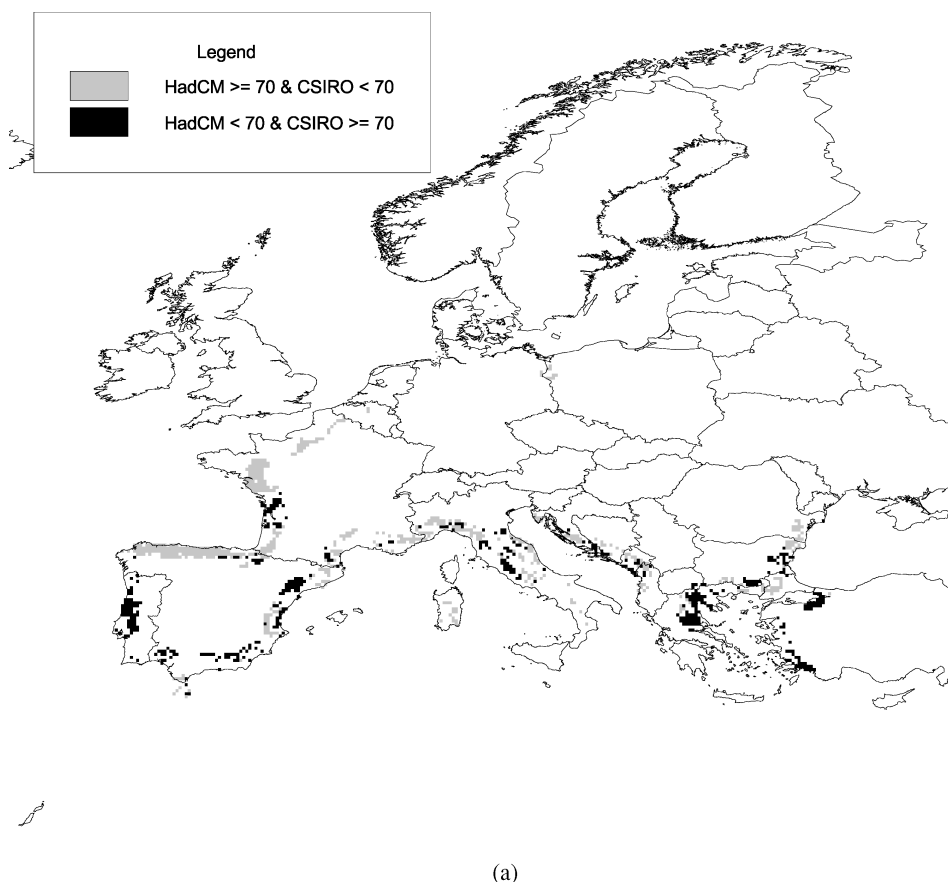 Legend
HadCM >= 70 & CSIRO < 70
HadCM < 70 & CSIRO >= 70
(a)